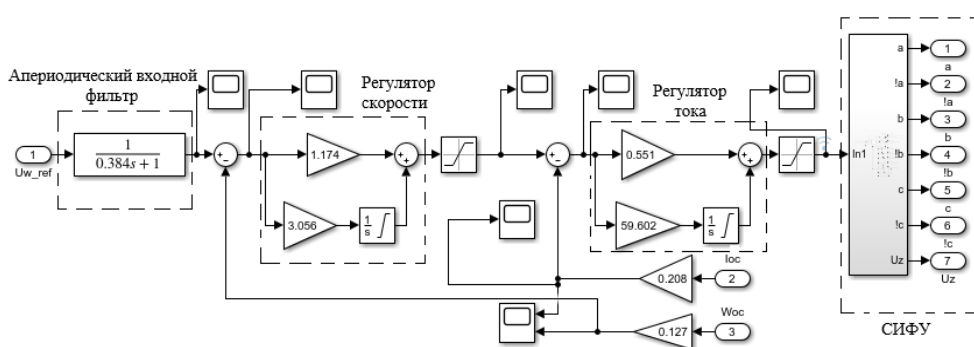 Апериодический входной
фильтр
1
0.384s + 1
1
Uw_ref
+
−
Регулятор
скорости
1.174
3.056
1
s
+
+
+
−
Регулятор
тока
0.551
59.602
1
s
+
+
Ioc
2
0.208
Woc
3
0.127
In1
a
!a
b
!b
c
!c
Uz
1
a
2
!a
3
b
4
!b
5
c
6
!c
7
Uz
СИФУ